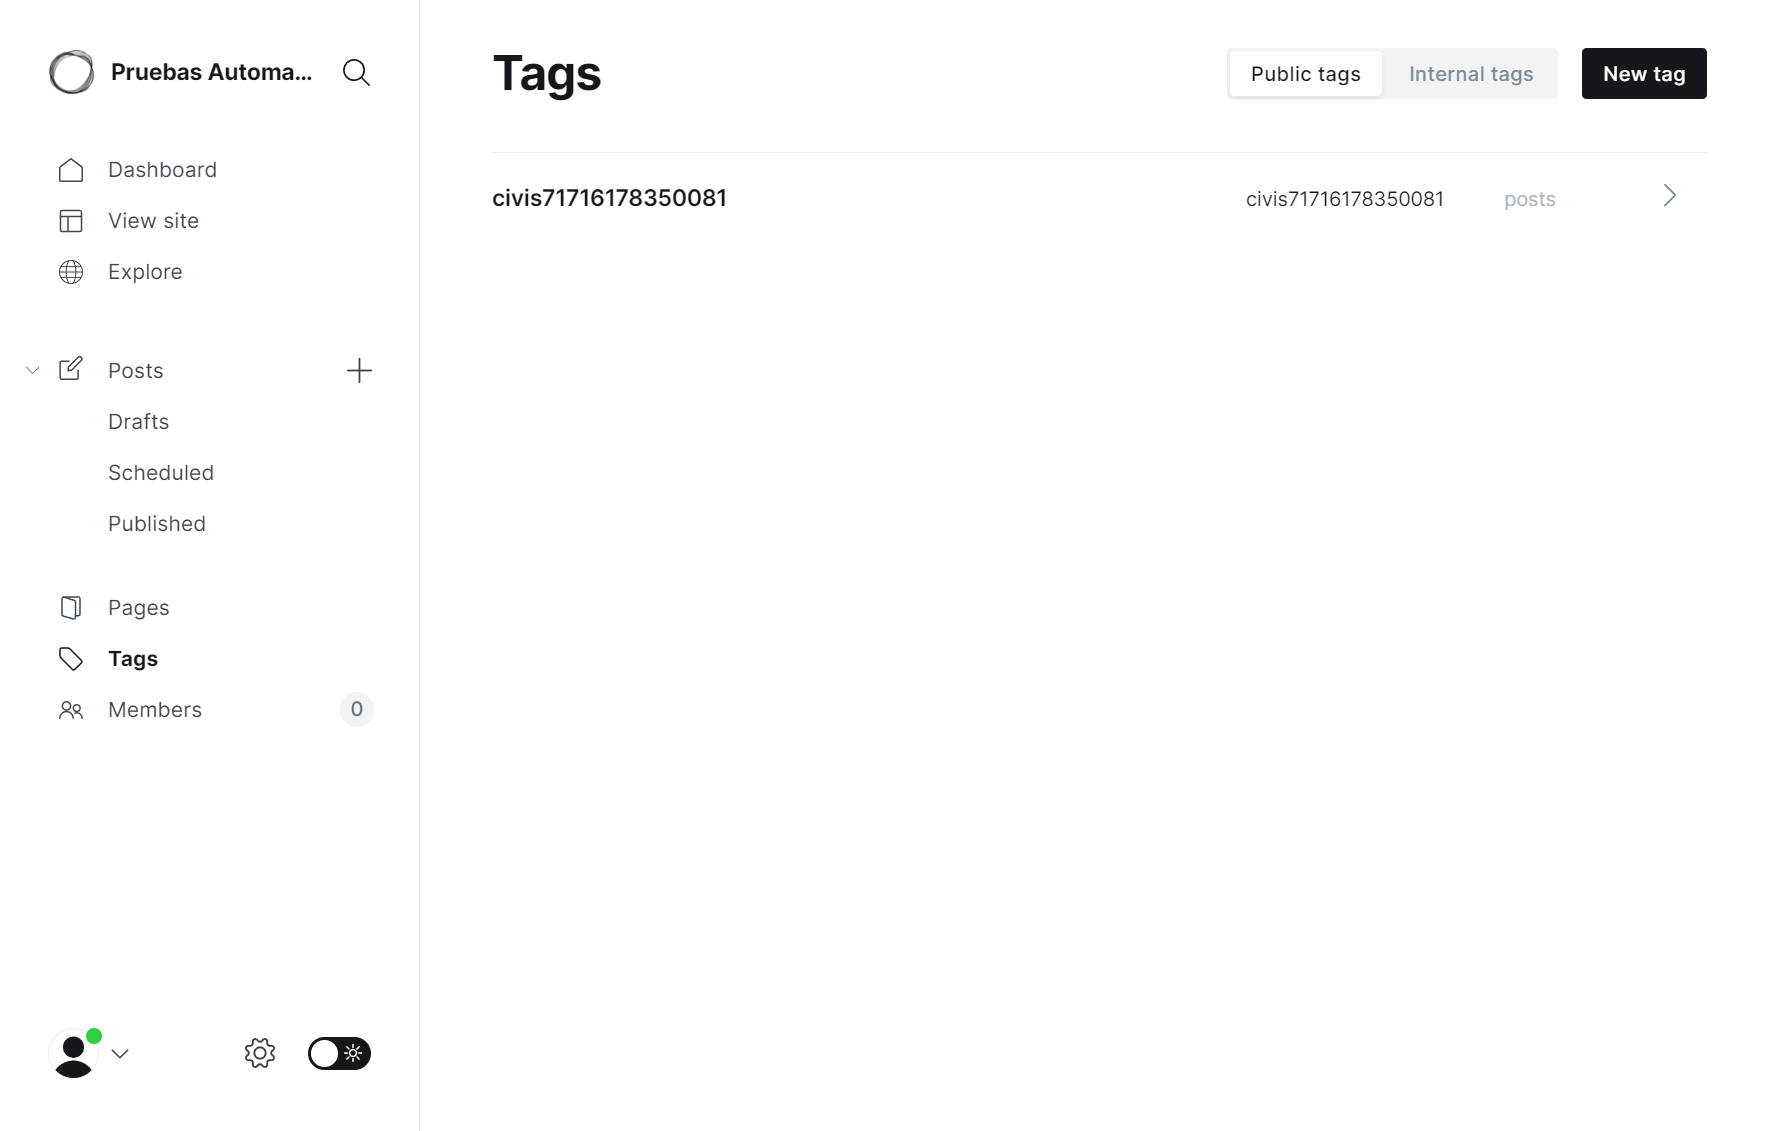 Pruebas Automa...
Dashboard
View site
Explore
Posts
Drafts
Scheduled
Published
Pages
Tags
Members 0
Tags
Public tags
Internal tags
New tag
civis71716178350081
civis71716178350081
posts